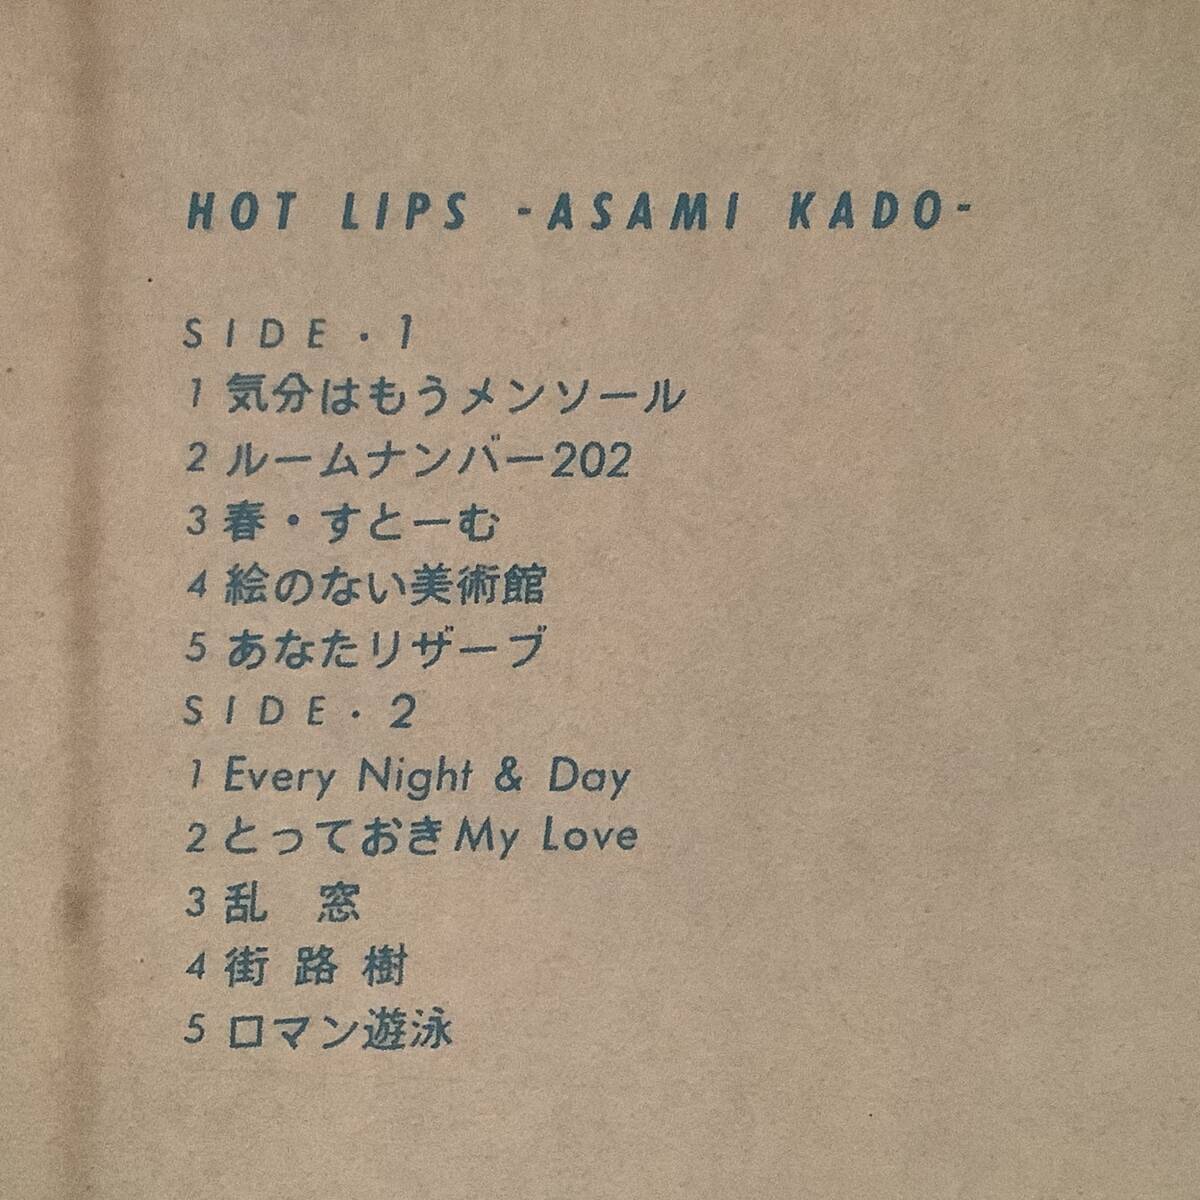 HOT LIPS -ASAMI KADO-
SIDE・1
1 気分はもうメンソール
2 ルームナンバー202
3 春・すとーむ
4 絵のない美術館
5 あなたリザーブ
SIDE・2
1 Every Night & Day
2 とっておきMy Love
3 乱 窓
4 街 路 樹
5 ロマン遊泳